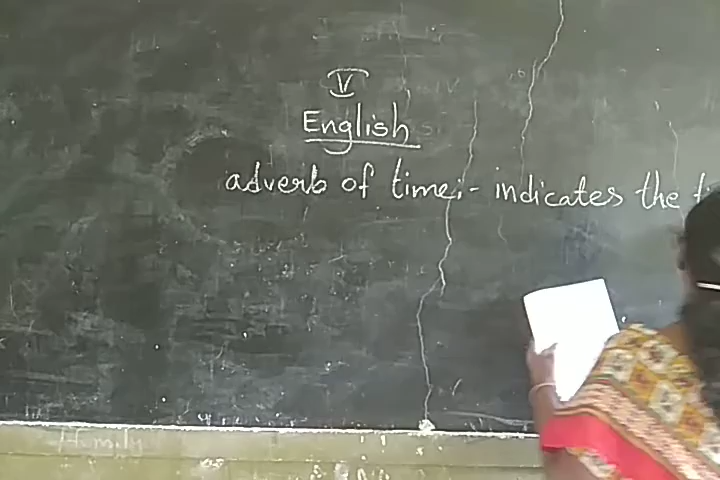 V
English
adverb of time:- indicates the